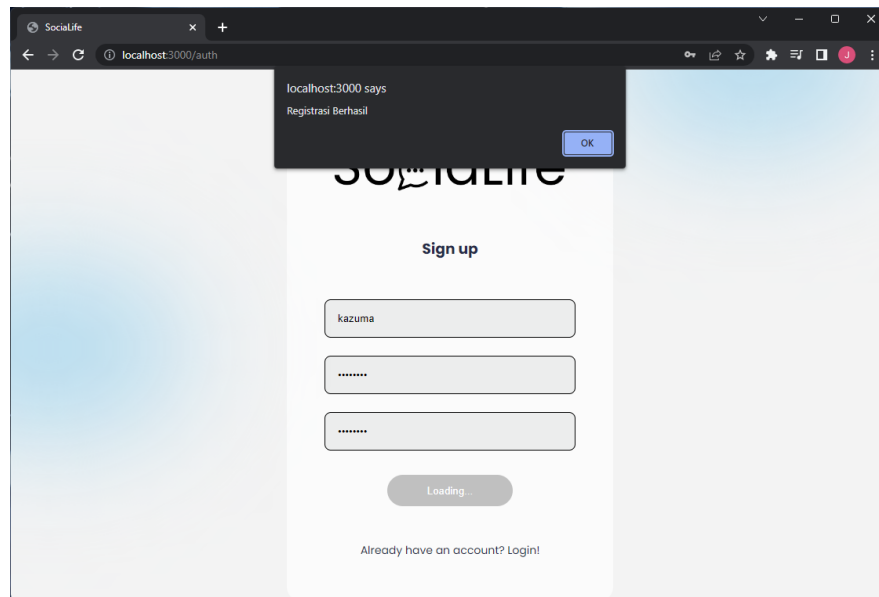 SociaLife
localhost:3000/auth
J
localhost:3000 says
Registrasi Berhasil
OK
SociaLife
Sign up
kazuma
••••••••
••••••••
Loading...
Already have an account? Login!